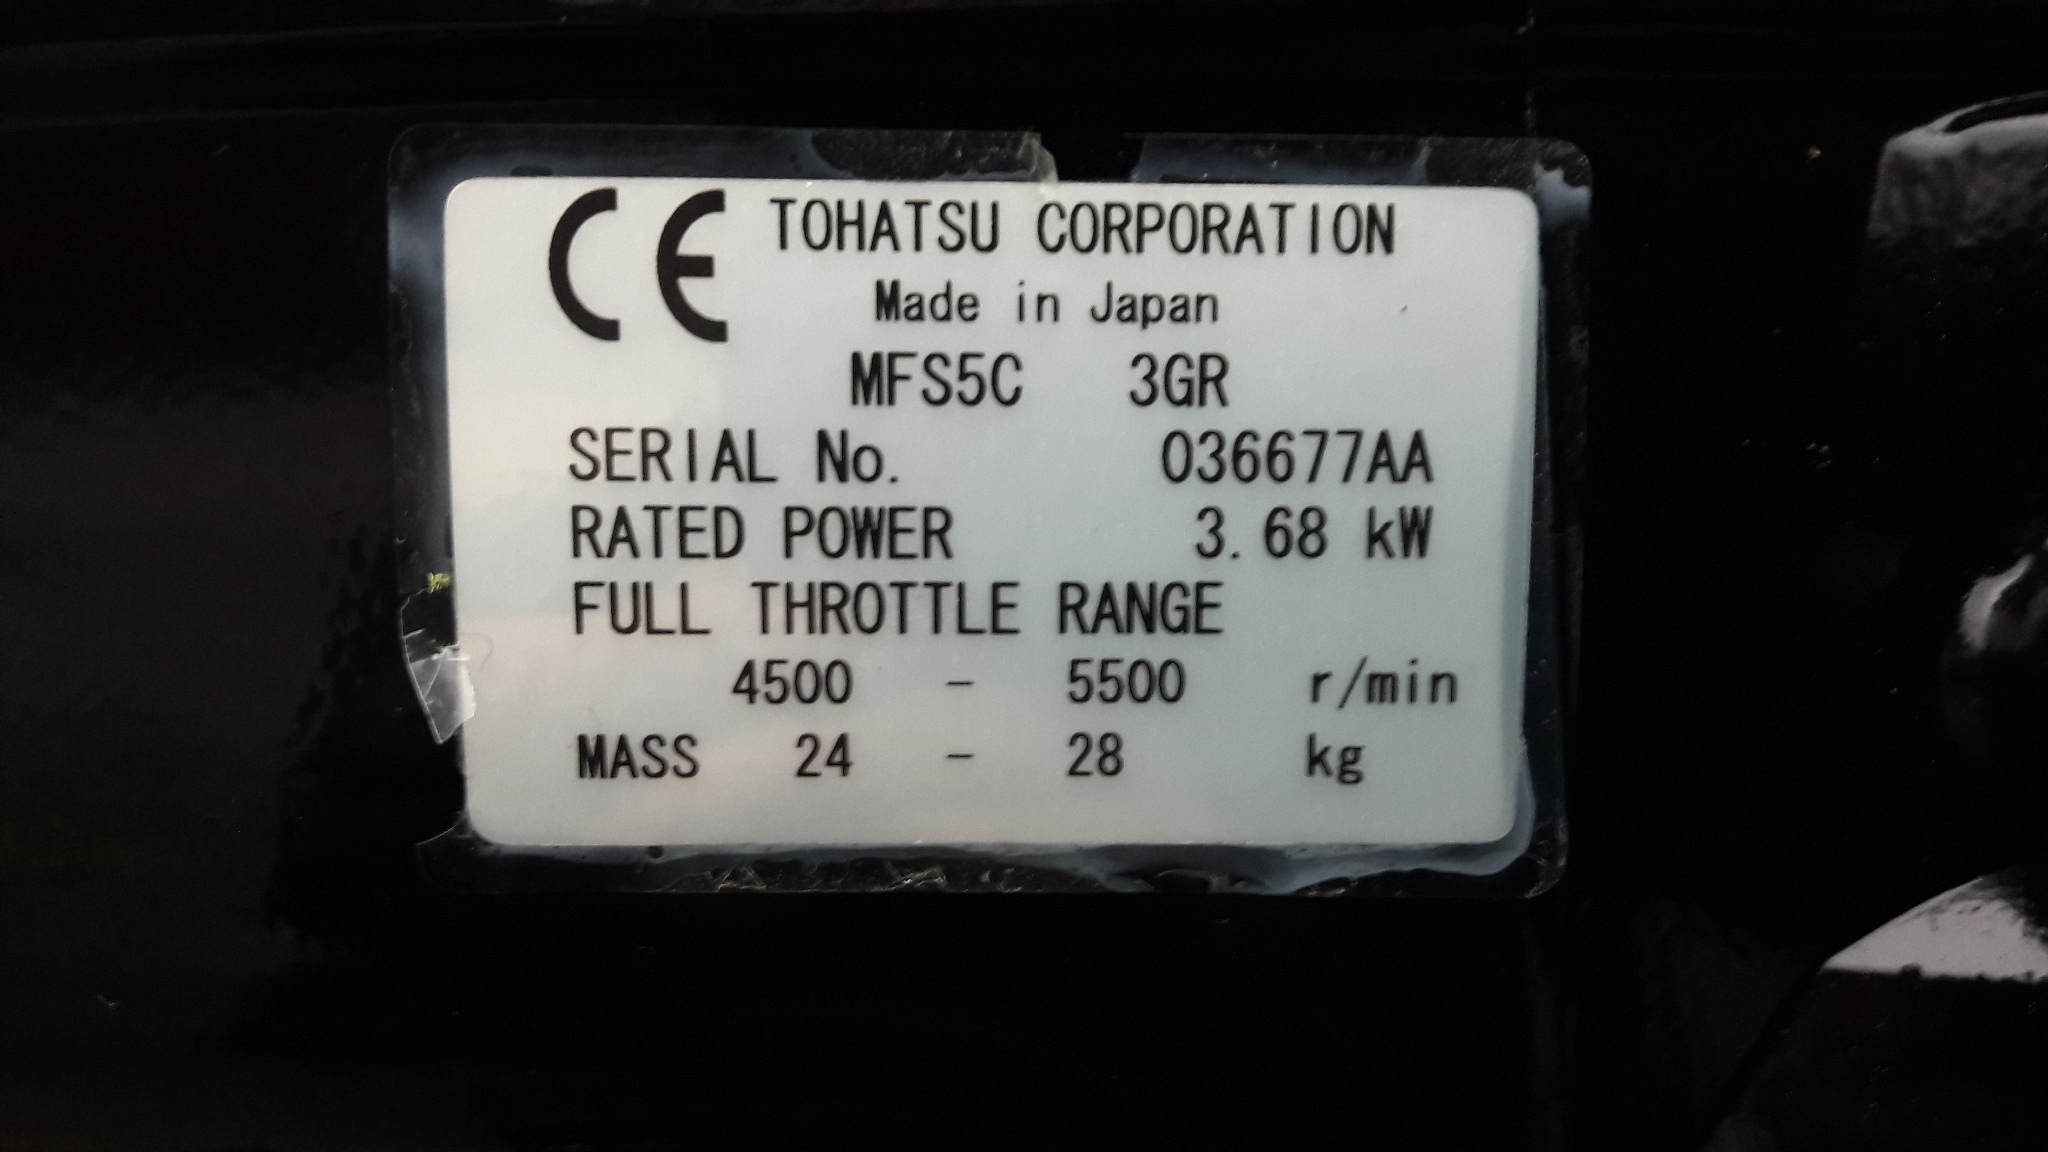 CE TOHATSU CORPORATION
Made in Japan
MFS5C 3GR
SERIAL No. 036677AA
RATED POWER 3.68 kW
FULL THROTTLE RANGE
4500 - 5500 r/min
MASS 24 - 28 kg